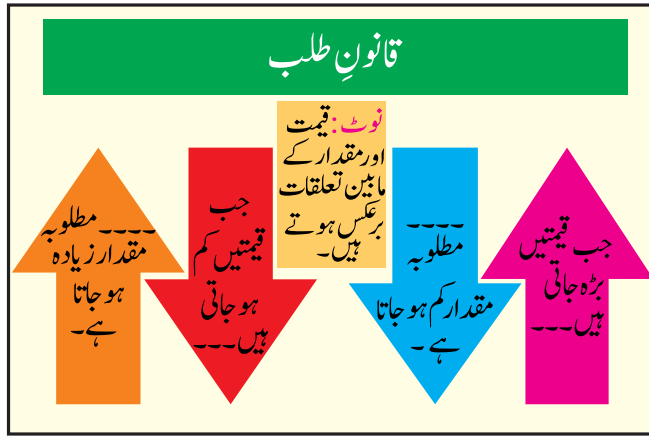 قانونِ طلب
نوٹ: قیمت
اور مقدار کے
مابین تعلقات
برعکس ہوتے
ہیں۔
جب قیمتیں
بڑھ جاتی
ہیں۔۔۔
۔۔۔۔
مطلوبہ
مقدار کم ہو جاتا
ہے۔
جب
قیمتیں کم
ہو جاتی
ہیں۔۔۔
۔۔۔۔ مطلوبہ
مقدار زیادہ
ہو جاتا
ہے۔